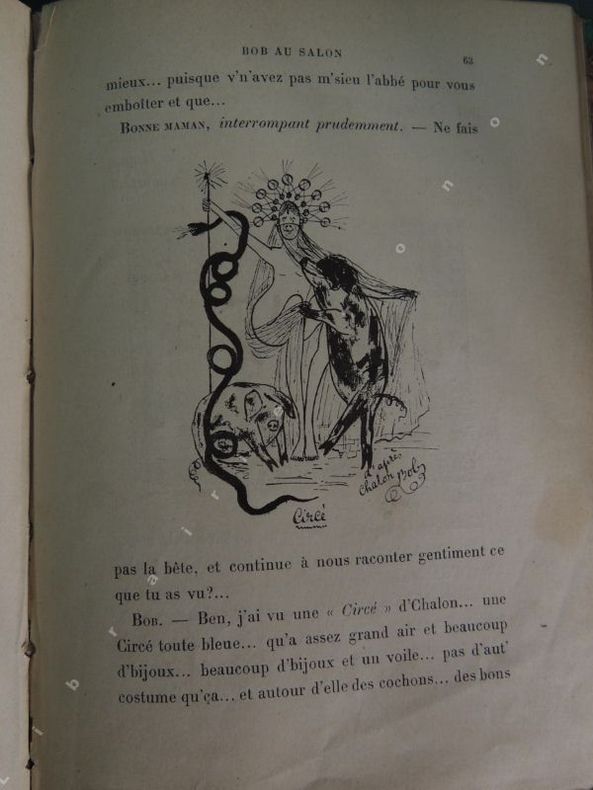 BOB AU SALON
63
mieux... puisque v'n'avez pas m'sieu l'abbé pour vous
emboîter et que...
BONNE MAMAN, interrompant prudemment. — Ne fais
d'après
Chalon Bob
Circé
pas la bête, et continue à nous raconter gentiment ce
que tu as vu?...
BOB. — Ben, j'ai vu une « Circé » d'Chalon... une
Circé toute bleue... qu'a assez grand air et beaucoup
d'bijoux... beaucoup d'bijoux et un voile... pas d'aut'
costume qu'ça... et autour d'elle des cochons... des bons
Librairie nonono